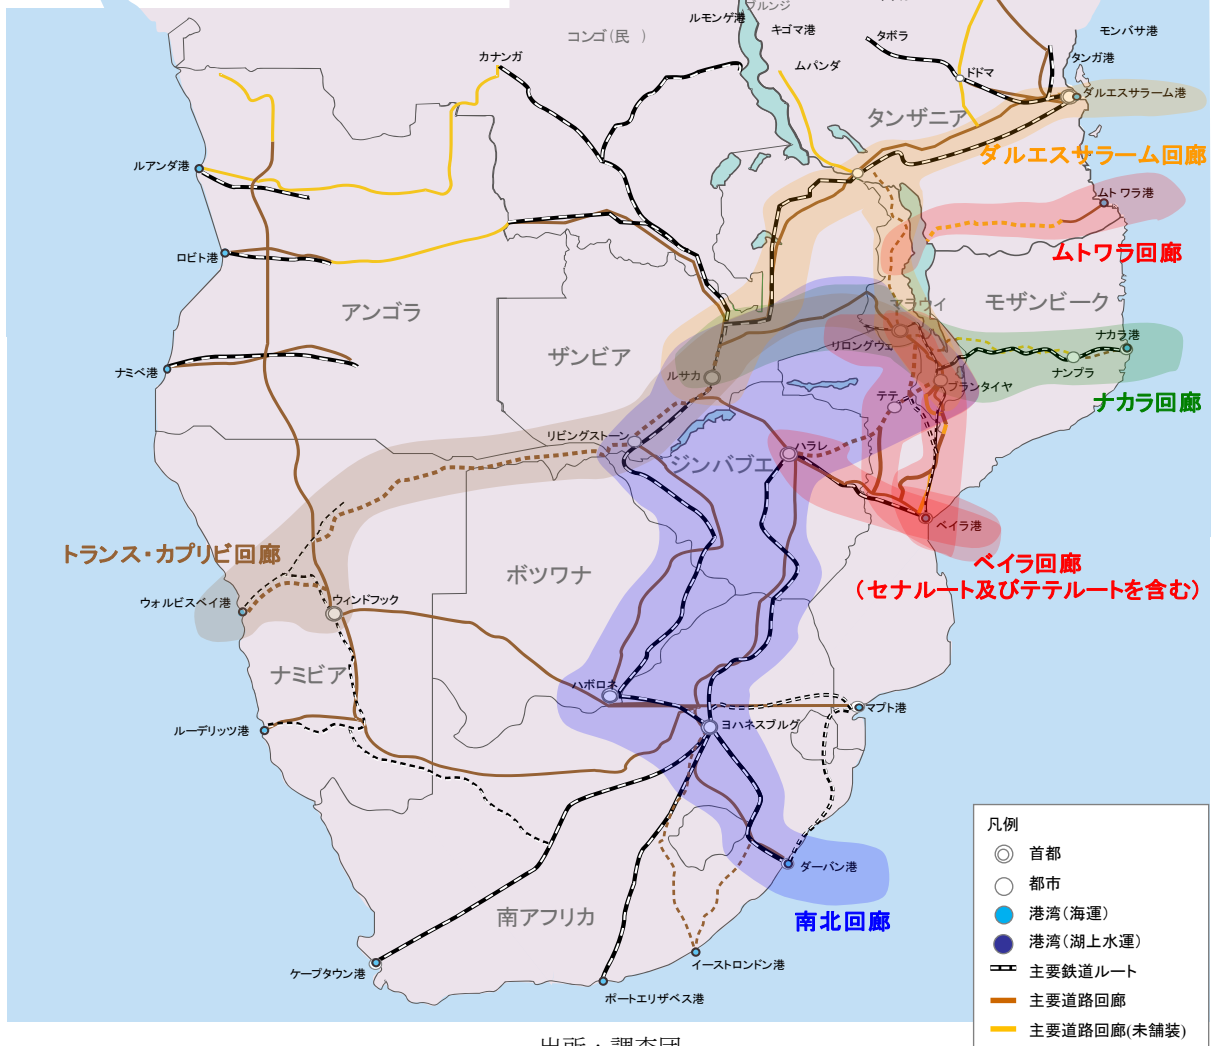 ブルンジ
ルモンゲ港
キゴマ港
コンゴ(民 )
タボラ
モンバサ港
カナンガ
ムパンダ
ドドマ
タンガ港
ダルエスサラーム港
タンザニア
ダルエスサラーム回廊
ルアンダ港
ムトワラ港
ムトワラ回廊
ロビト港
アンゴラ
マラウイ
モザンビーク
ザンビア
リロングウェ
ナカラ港
ナミベ港
ルサカ
ナンプラ
ブランタイヤ
テテ
ナカラ回廊
リビングストーン
ハラレ
ジンバブエ
ベイラ港
トランス・カプリビ回廊
ベイラ回廊
(セナルート及びテテルートを含む)
ボツワナ
ウォルビスベイ港
ウィンドフック
ナミビア
ハボロネ
マプト港
ルーデリッツ港
ヨハネスブルグ
ダーバン港
南アフリカ
南北回廊
ケープタウン港
イーストロンドン港
ポートエリザベス港
凡例
首都
都市
港湾(海運)
港湾(湖上水運)
主要鉄道ルート
主要道路回廊
主要道路回廊(未舗装)
出所:調査団